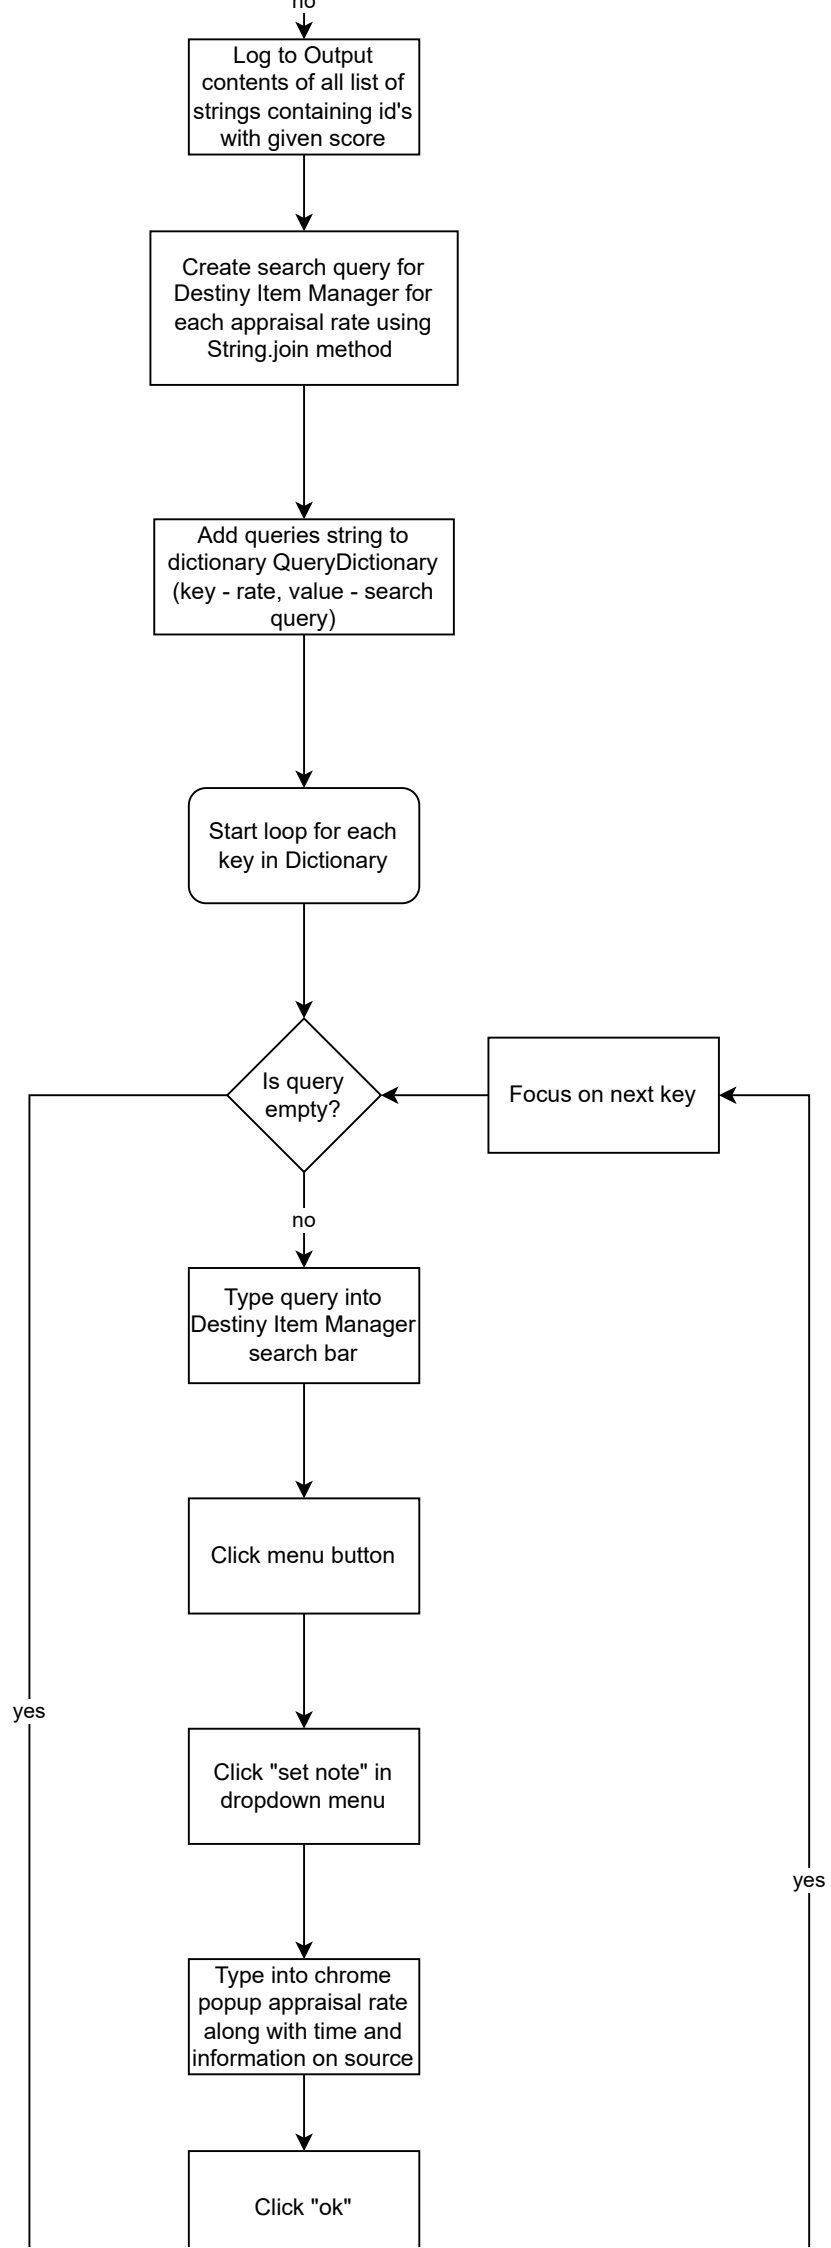 no
Log to Output
contents of all list of
strings containing id's
with given score
Create search query for
Destiny Item Manager for
each appraisal rate using
String.join method
Add queries string to
dictionary QueryDictionary
(key - rate, value - search
query)
Start loop for each
key in Dictionary
Is query
empty?
Focus on next key
no
Type query into
Destiny Item Manager
search bar
Click menu button
yes
Click "set note" in
dropdown menu
yes
Type into chrome
popup appraisal rate
along with time and
information on source
Click "ok"